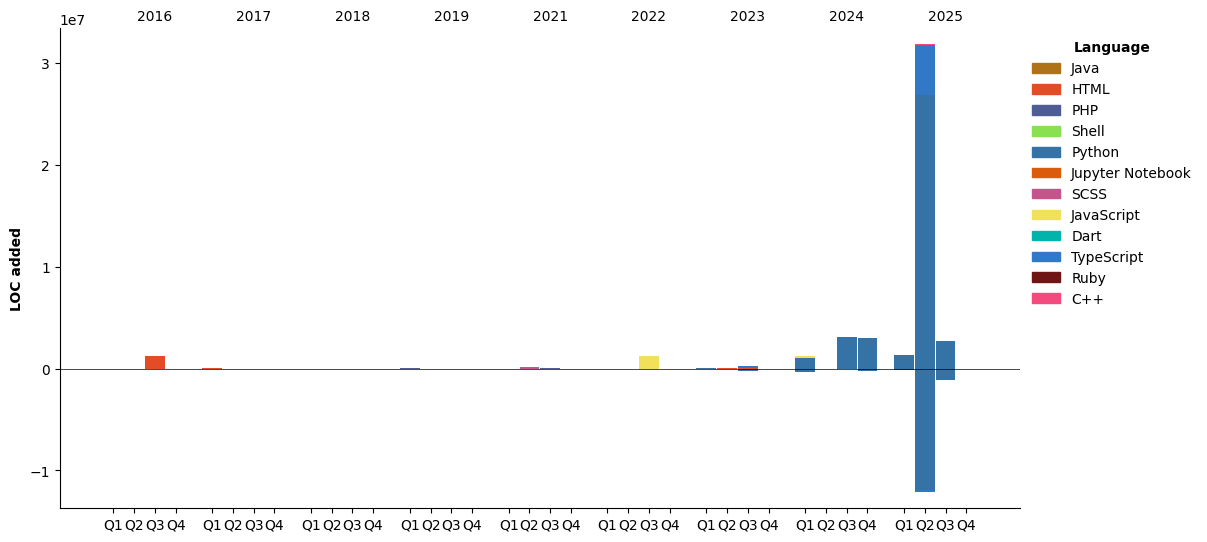 1e7
2016 2017 2018 2019 2021 2022 2023 2024 2025
LOC added
3
2
1
0
−1
Q1 Q2 Q3 Q4 Q1 Q2 Q3 Q4 Q1 Q2 Q3 Q4 Q1 Q2 Q3 Q4 Q1 Q2 Q3 Q4 Q1 Q2 Q3 Q4 Q1 Q2 Q3 Q4 Q1 Q2 Q3 Q4 Q1 Q2 Q3 Q4
Language
Java
HTML
PHP
Shell
Python
Jupyter Notebook
SCSS
JavaScript
Dart
TypeScript
Ruby
C++